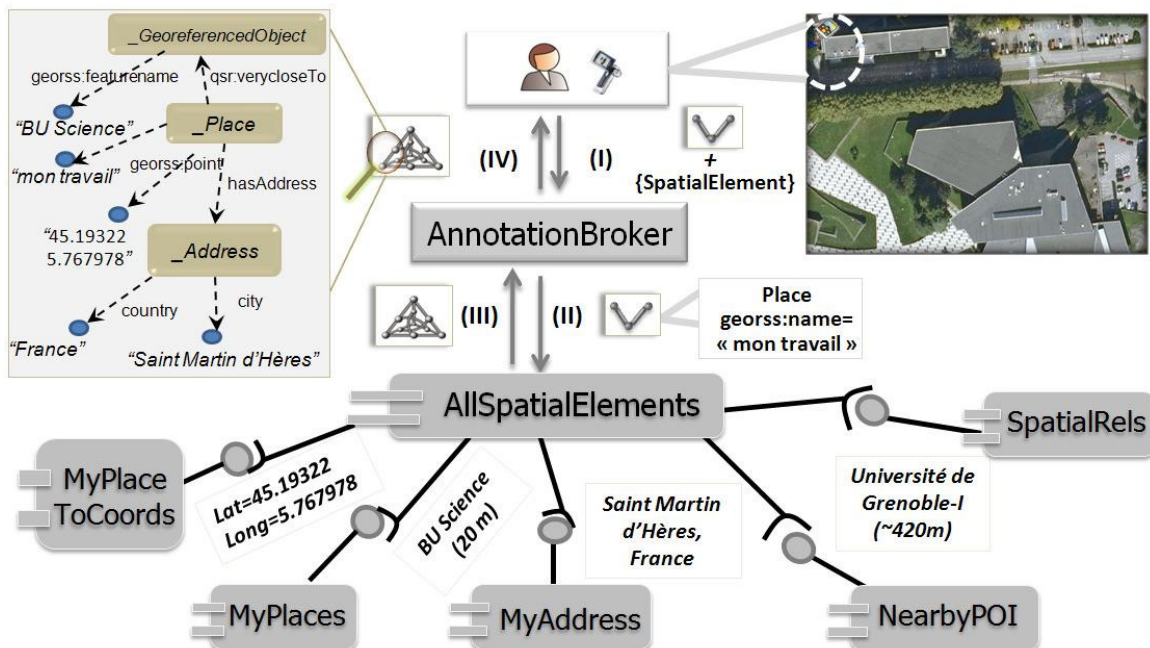 _GeoreferencedObject
georss:featurename
qsr:verycloseTo
“BU Science”
_Place
“mon travail”
georss:point
hasAddress
“45.19322
5.767978”
_Address
country
city
“France”
“Saint Martin d’Hères”
(IV)
(I)
+
{SpatialElement}
AnnotationBroker
(III)
(II)
Place
georss:name=
« mon travail »
AllSpatialElements
SpatialRels
MyPlace
ToCoords
Lat=45.19322
Long=5.767978
BU Science
(20 m)
Saint Martin
d’Hères,
France
Université de
Grenoble-I
(~420m)
MyPlaces
MyAddress
NearbyPOI